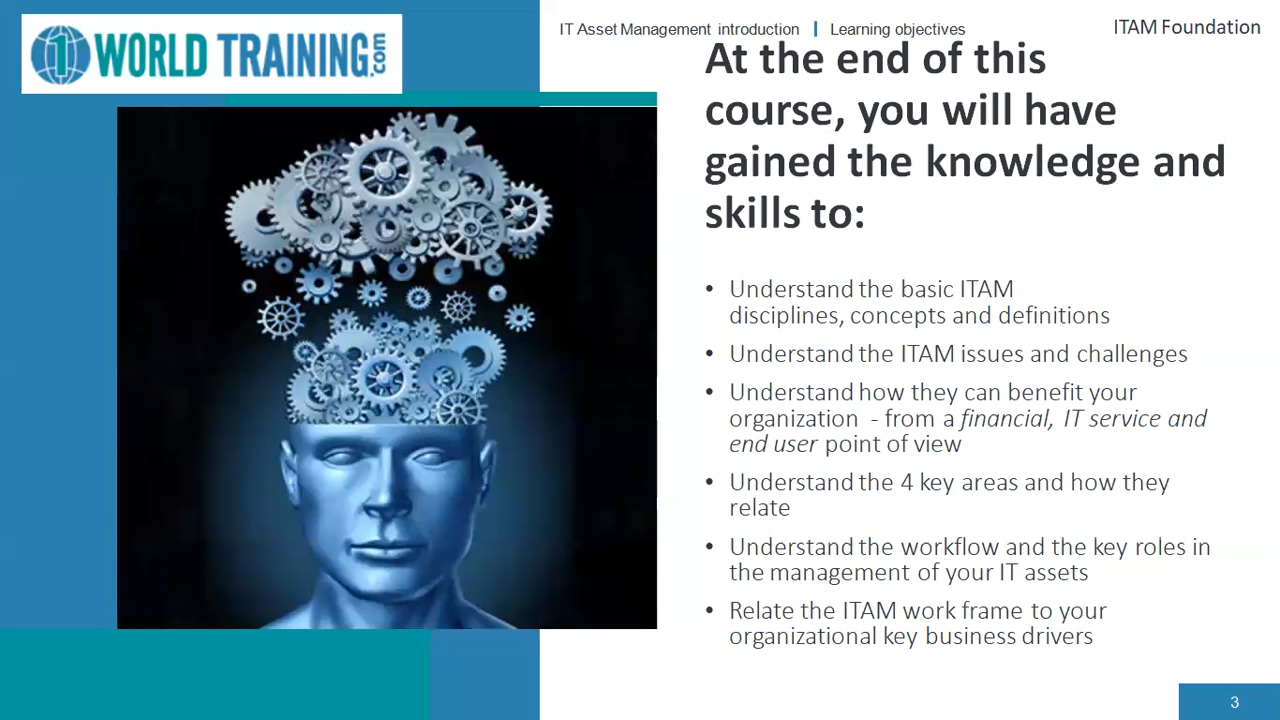 1 WORLD TRAINING.com
IT Asset Management introduction | Learning objectives
ITAM Foundation
At the end of this
course, you will have
gained the knowledge and
skills to:
• Understand the basic ITAM
disciplines, concepts and definitions
• Understand the ITAM issues and challenges
• Understand how they can benefit your
organization - from a financial, IT service and
end user point of view
• Understand the 4 key areas and how they
relate
• Understand the workflow and the key roles in
the management of your IT assets
• Relate the ITAM work frame to your
organizational key business drivers
3